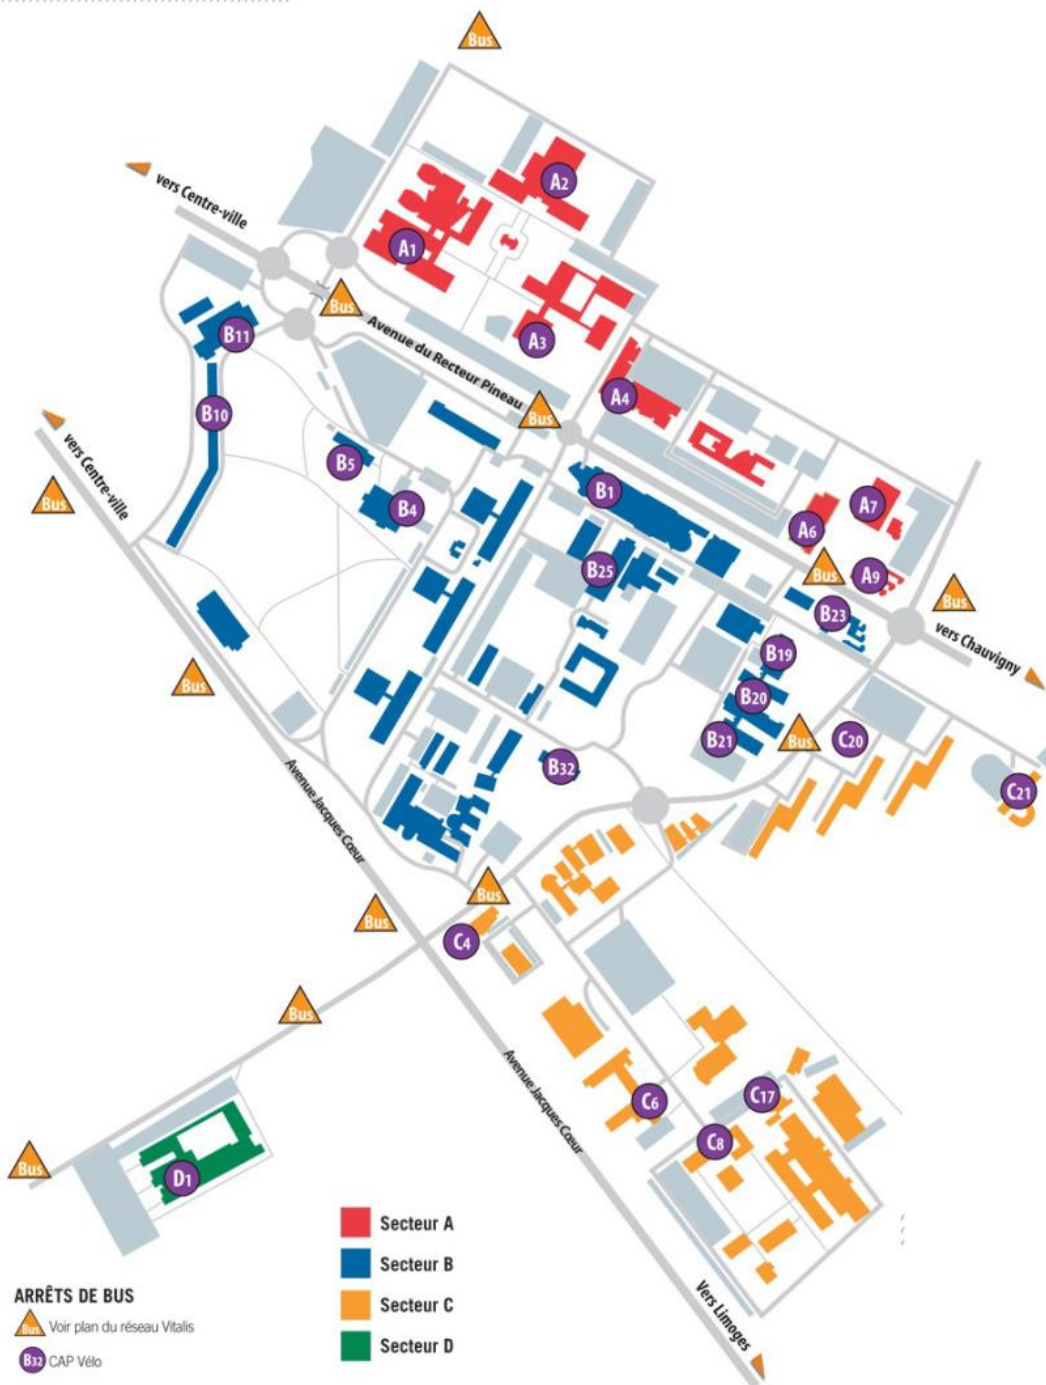 Bus
A2
vers Centre-ville
A1
Bus
A3
B11
Avenue du Recteur Pineau
A4
Bus
B10
vers Centre-ville
B5
B1
A7
Bus
B4
A6
B25
Bus
A9
Bus
B23
vers Chauvigny
B19
Bus
B20
B21
Bus
C20
B32
C21
Avenue Jacques Cœur
Bus
Bus
C4
Bus
Avenue Jacques Cœur
C6
C17
C8
Bus
D1
Vers Limoges
Secteur A
Secteur B
Secteur C
Secteur D
ARRÊTS DE BUS
Bus Voir plan du réseau Vitalis
B32 CAP Vélo